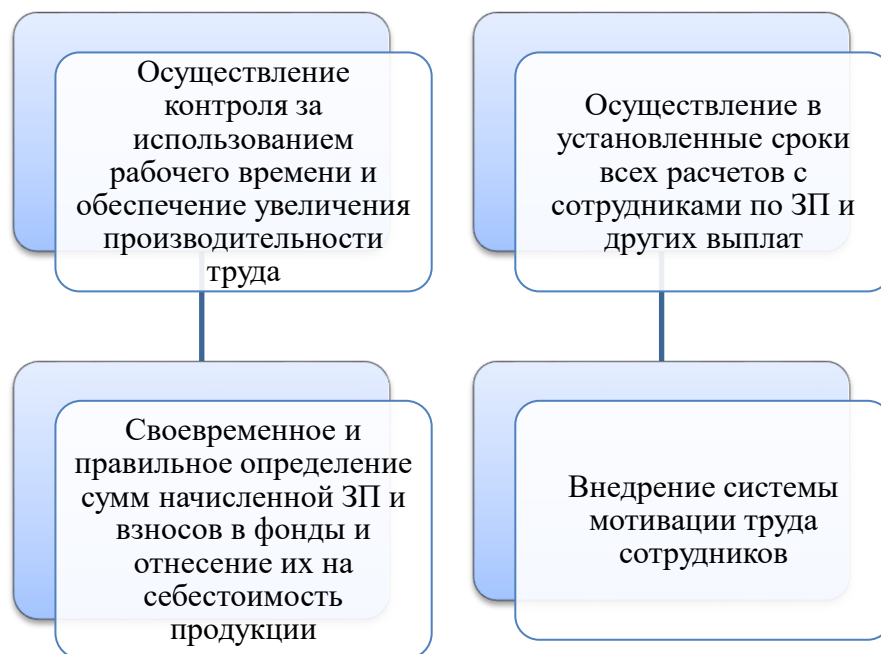 Осуществление
контроля за
использованием
рабочего времени и
обеспечение увеличения
производительности
труда
Осуществление в
установленные сроки
всех расчетов с
сотрудниками по ЗП и
других выплат
Своевременное и
правильное определение
сумм начисленной ЗП и
взносов в фонды и
отнесение их на
себестоимость
продукции
Внедрение системы
мотивации труда
сотрудников